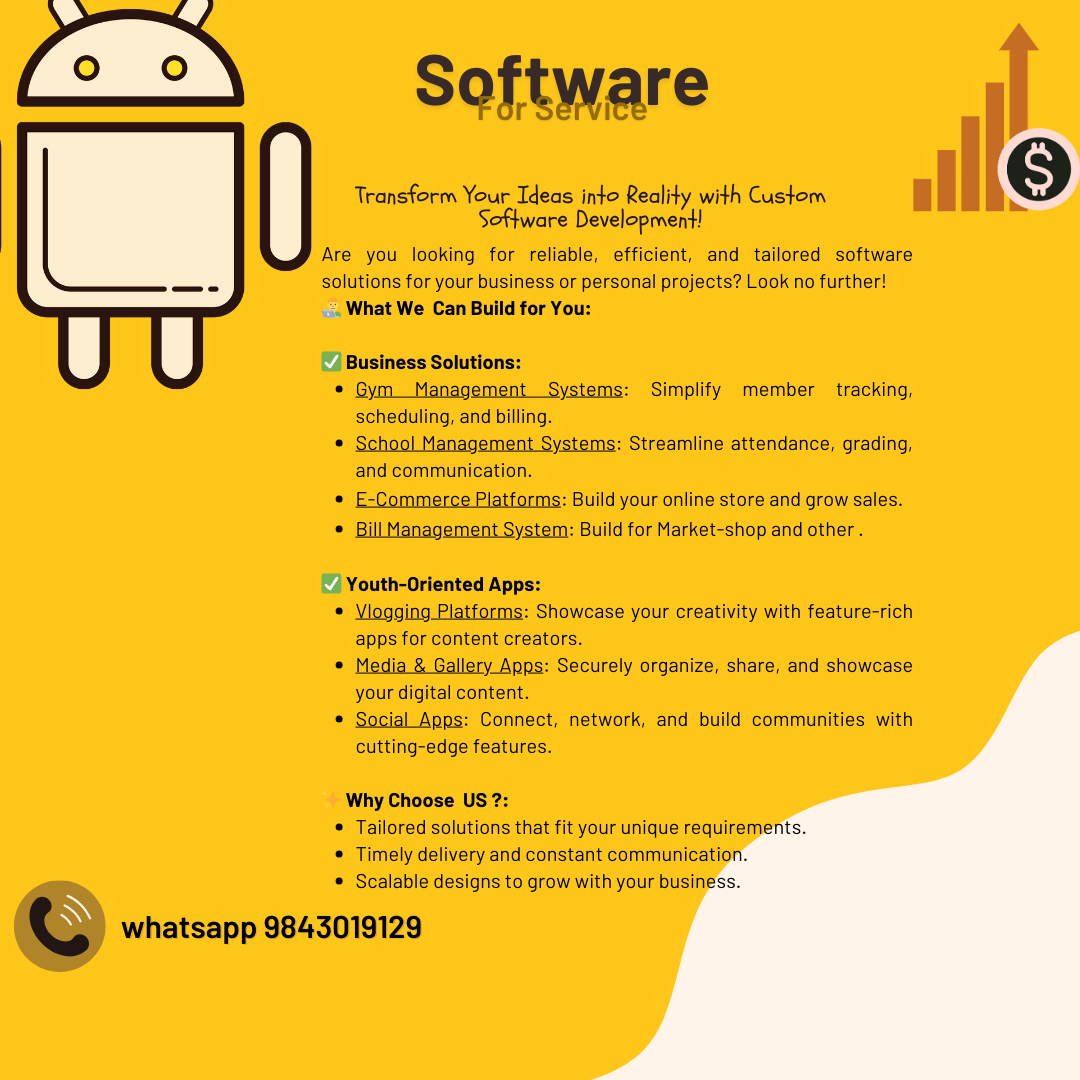 Software
For Service
Transform Your Ideas into Reality with Custom
Software Development!
Are you looking for reliable, efficient, and tailored software
solutions for your business or personal projects? Look no further!
🧑‍💻 What We  Can Build for You:
✅ Business Solutions:
• Gym Management Systems: Simplify member tracking,
scheduling, and billing.
• School Management Systems: Streamline attendance, grading,
and communication.
• E-Commerce Platforms: Build your online store and grow sales.
• Bill Management System: Build for Market-shop and other .
✅ Youth-Oriented Apps:
• Vlogging Platforms: Showcase your creativity with feature-rich
apps for content creators.
• Media & Gallery Apps: Securely organize, share, and showcase
your digital content.
• Social Apps: Connect, network, and build communities with
cutting-edge features.
✨ Why Choose  US ?:
• Tailored solutions that fit your unique requirements.
• Timely delivery and constant communication.
• Scalable designs to grow with your business.
whatsapp 9843019129
$